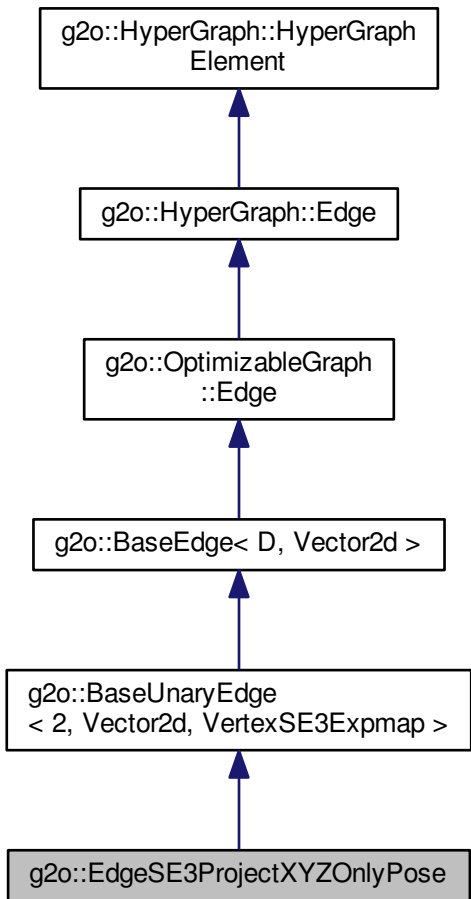 g2o::HyperGraph::HyperGraph
Element
g2o::HyperGraph::Edge
g2o::OptimizableGraph
::Edge
g2o::BaseEdge< D, Vector2d >
g2o::BaseUnaryEdge
< 2, Vector2d, VertexSE3Expmap >
g2o::EdgeSE3ProjectXYZOnlyPose